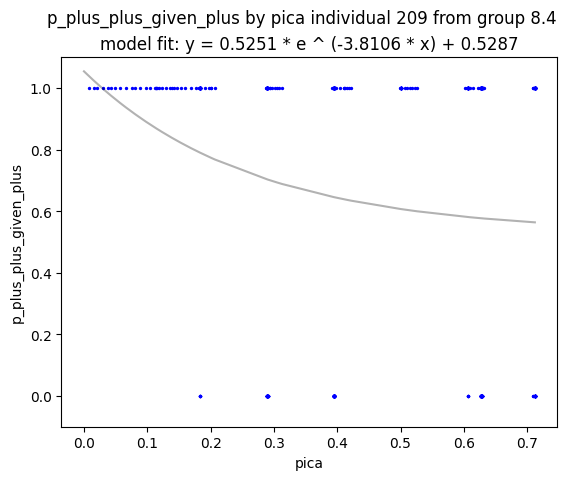 p_plus_plus_given_plus by pica individual 209 from group 8.4
model fit: y = 0.5251 * e ^ (-3.8106 * x) + 0.5287
p_plus_plus_given_plus
1.0
0.8
0.6
0.4
0.2
0.0
0.0 0.1 0.2 0.3 0.4 0.5 0.6 0.7
pica